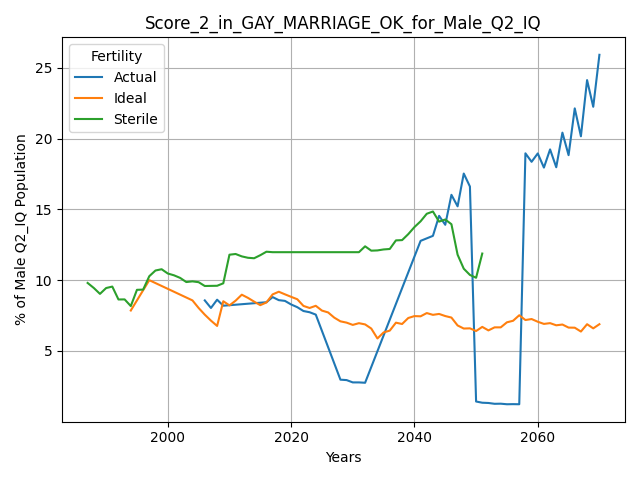 Score_2_in_GAY_MARRIAGE_OK_for_Male_Q2_IQ
Fertility
Actual
Ideal
Sterile
% of Male Q2_IQ Population
25
20
15
10
5
2000
2020
2040
2060
Years